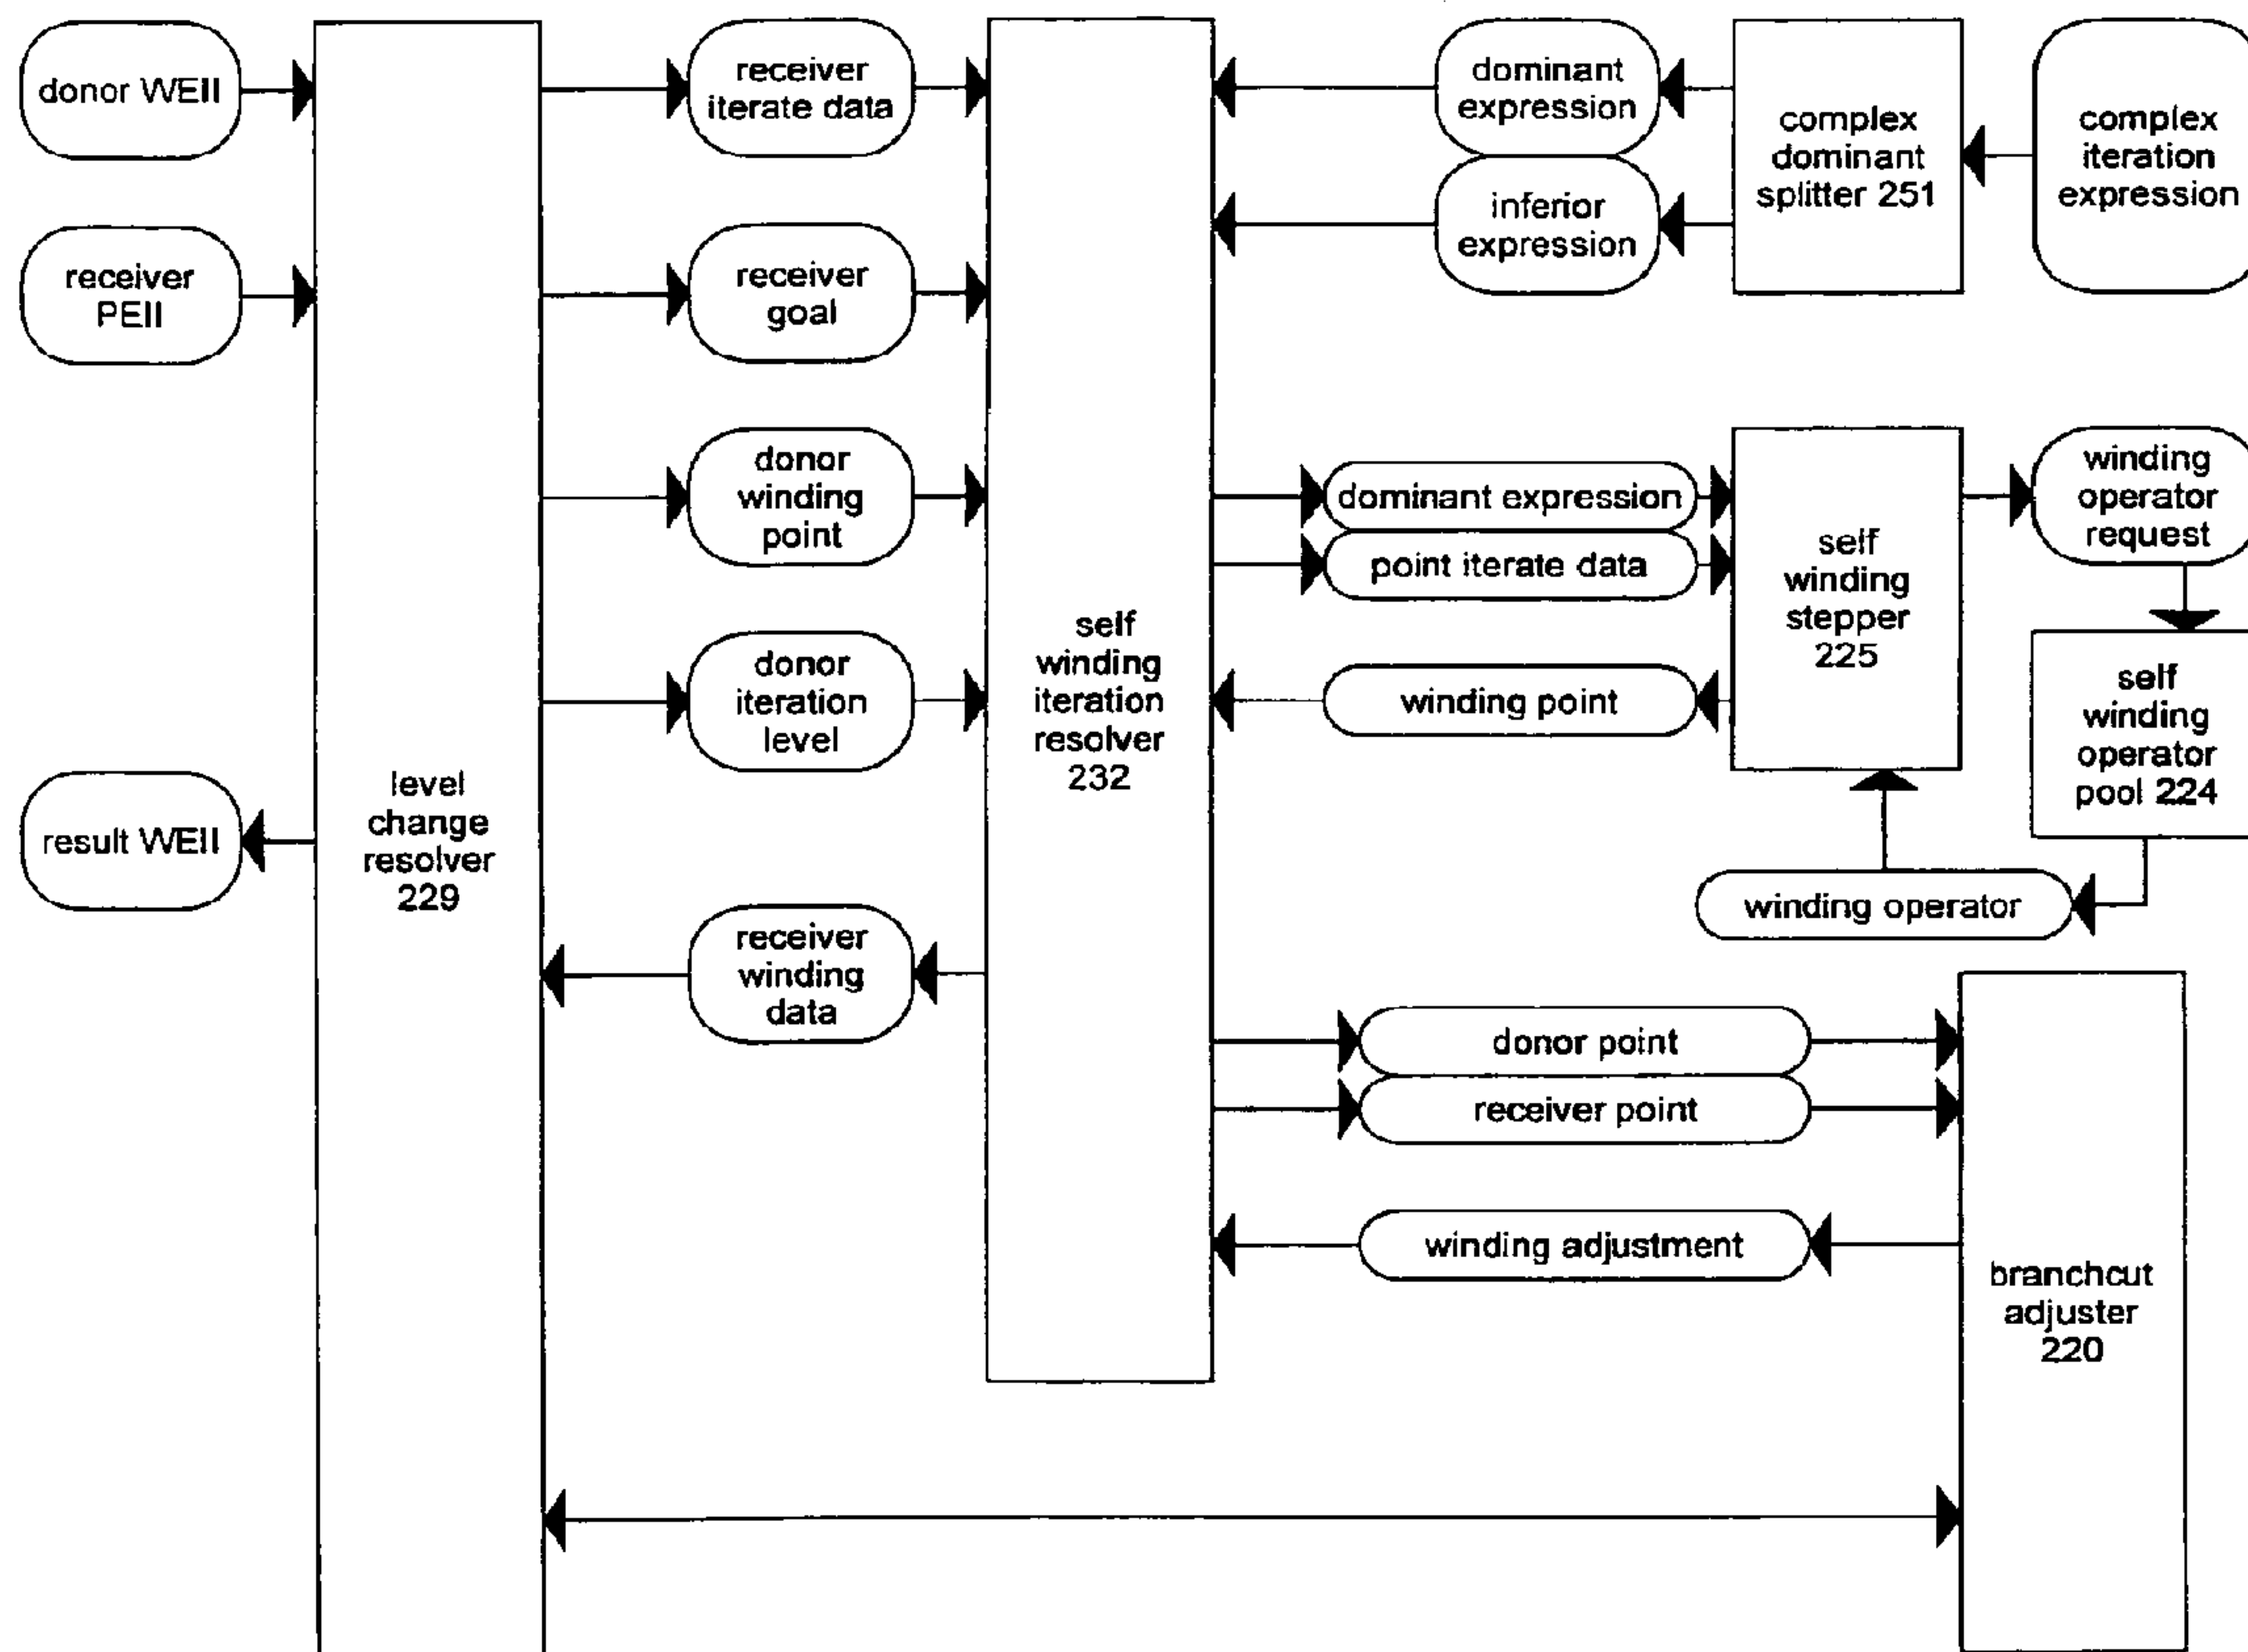 donor WEII
receiver
PEII
result WEII
level
change
resolver
229
receiver
iterate data
receiver
goal
donor
winding
point
donor
iteration
level
receiver
winding
data
self
winding
iteration
resolver
232
dominant
expression
inferior
expression
complex
dominant
splitter 251
complex
iteration
expression
dominant expression
point iterate data
winding point
self
winding
stepper
225
winding
operator
request
self
winding
operator
pool 224
winding operator
donor point
receiver point
winding adjustment
branchcut
adjuster
220